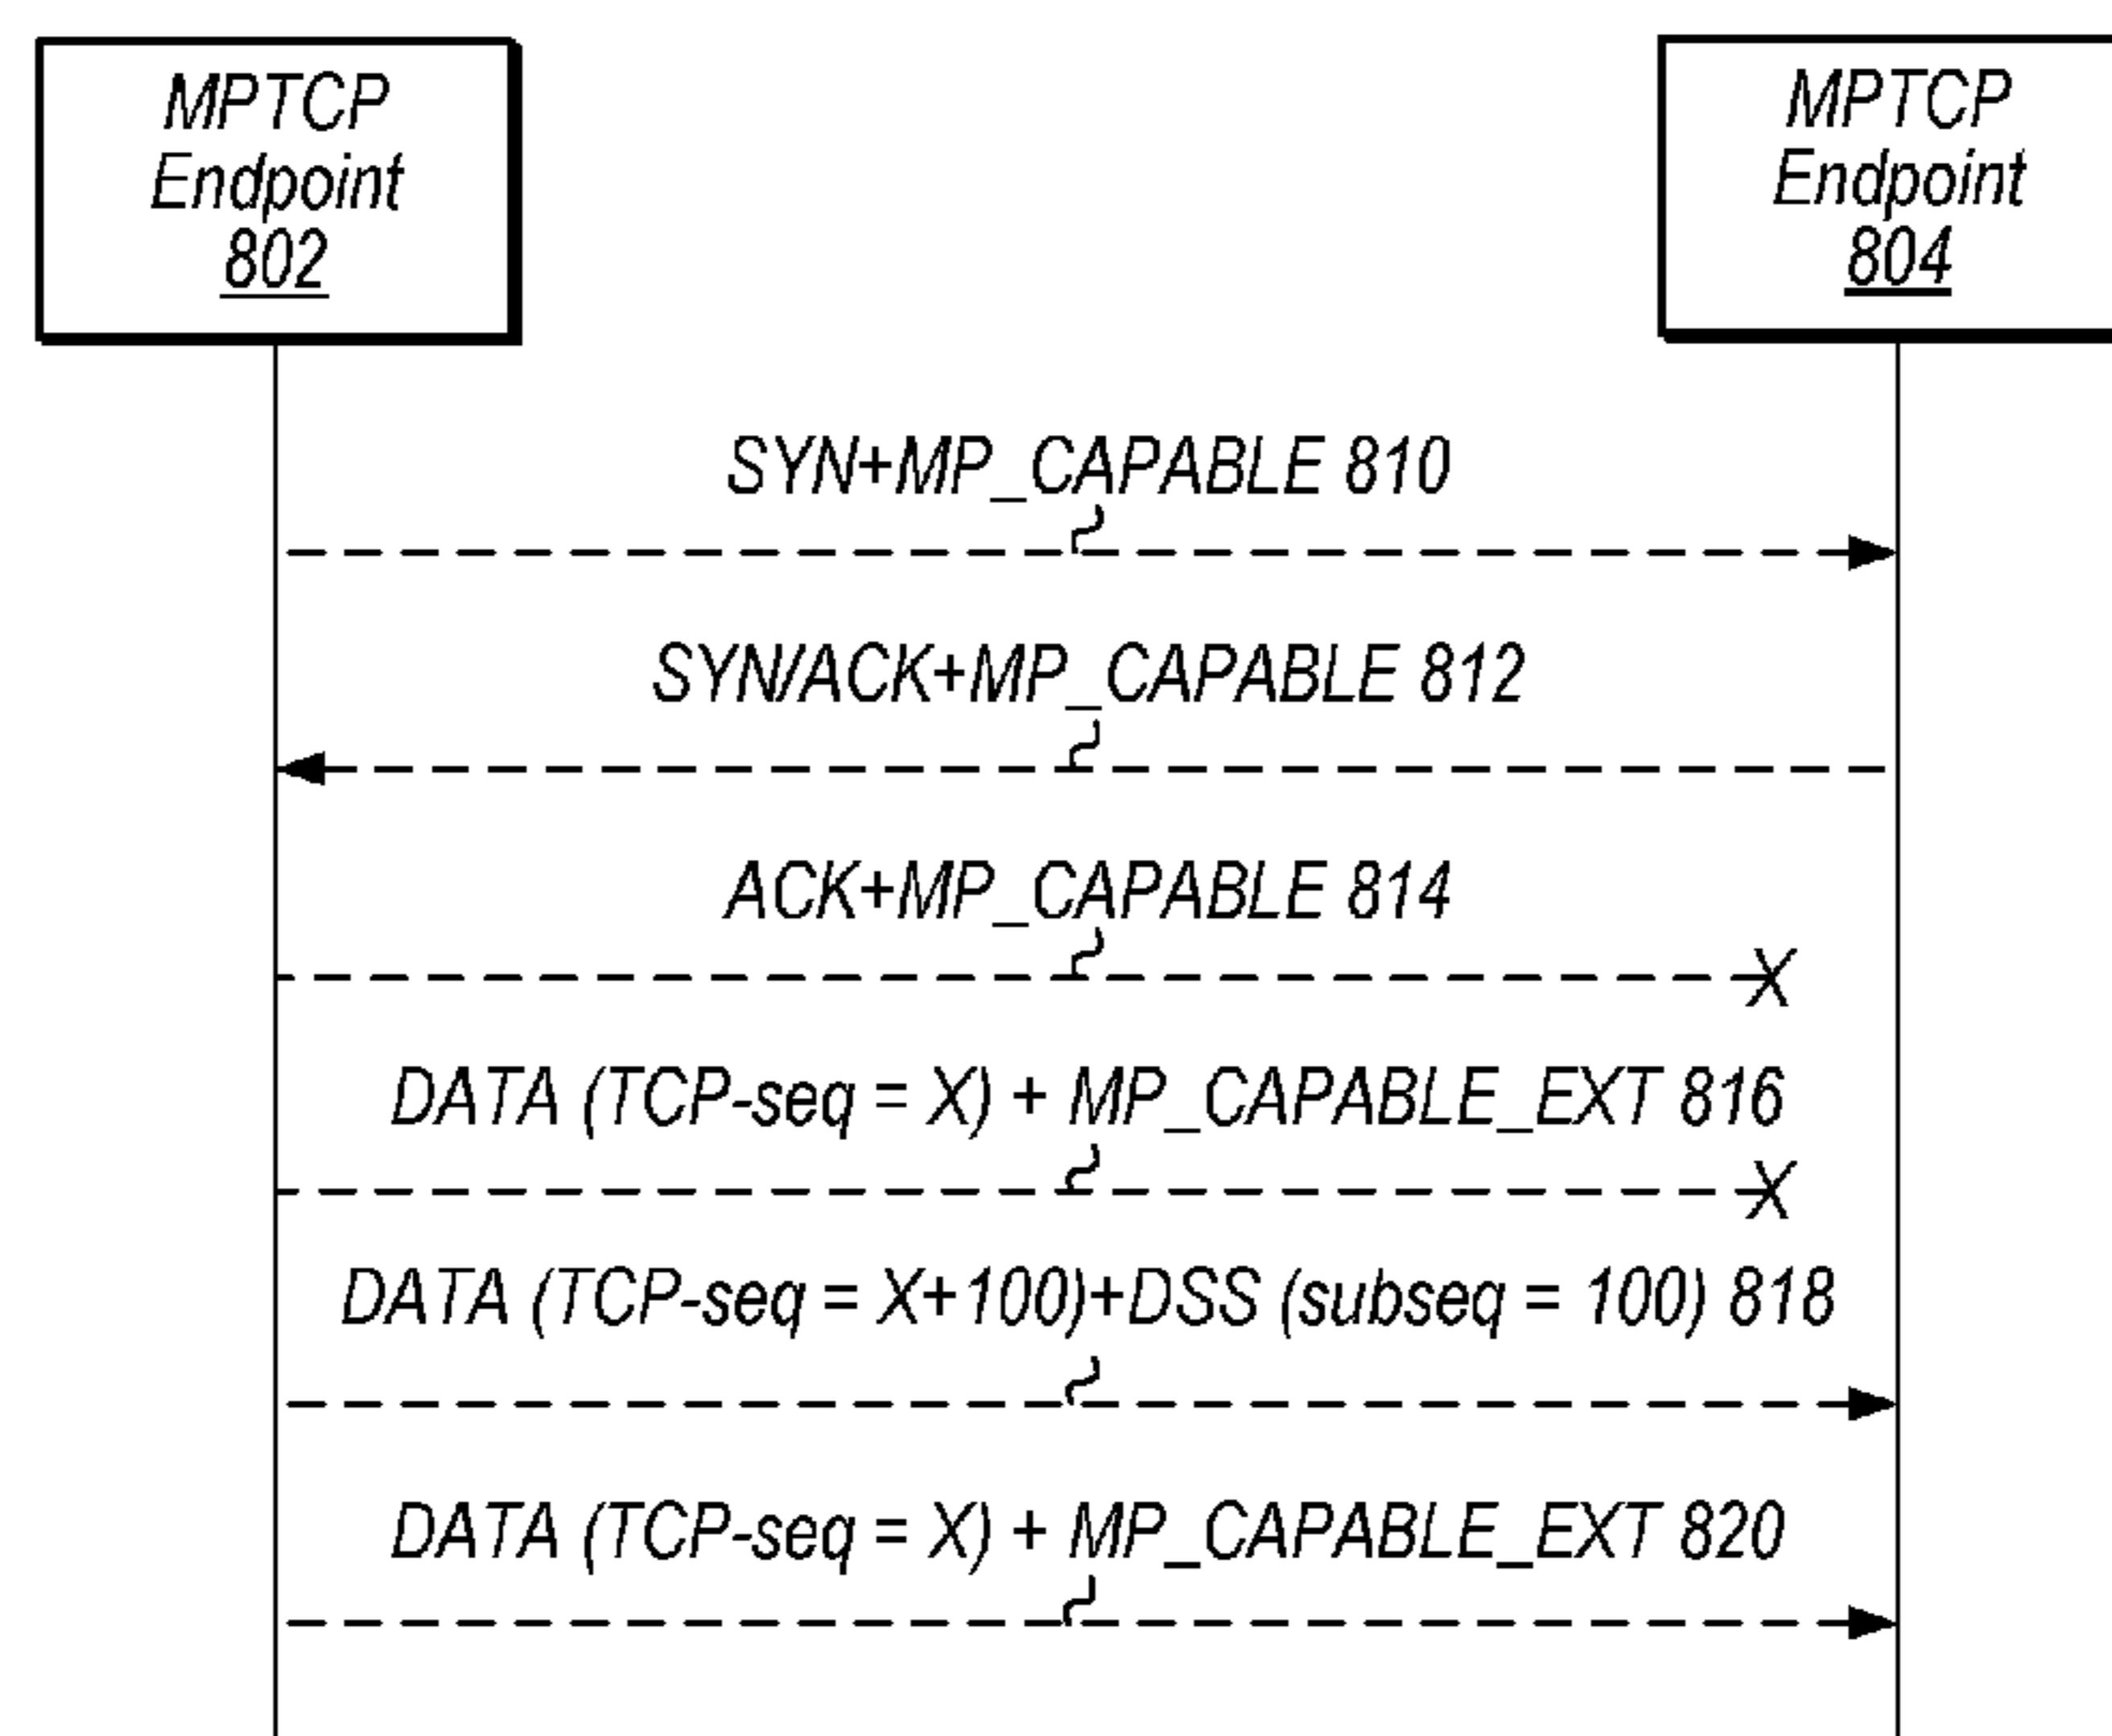 MPTCP
Endpoint
802
MPTCP
Endpoint
804
SYN+MP_CAPABLE 810
SYN/ACK+MP_CAPABLE 812
ACK+MP_CAPABLE 814
X
DATA (TCP-seq = X) + MP_CAPABLE_EXT 816
X
DATA (TCP-seq = X+100)+DSS (subseq = 100) 818
DATA (TCP-seq = X) + MP_CAPABLE_EXT 820